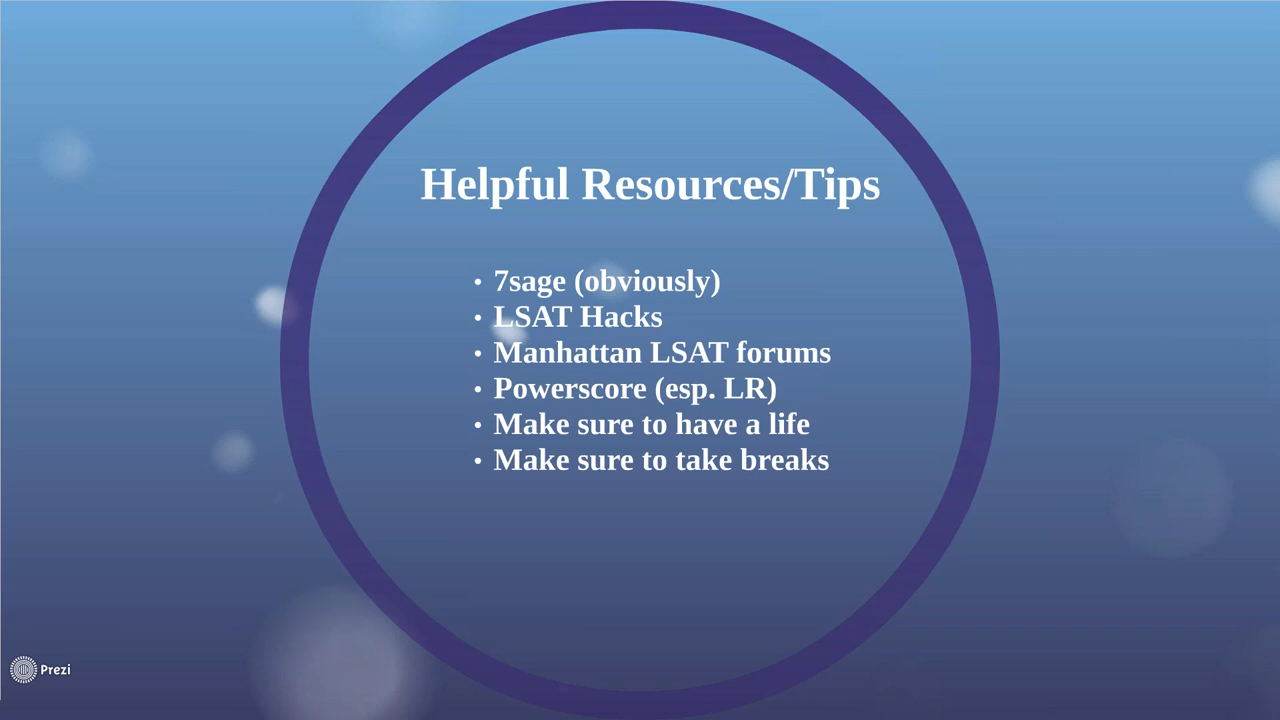 Helpful Resources/Tips
• 7sage (obviously)
• LSAT Hacks
• Manhattan LSAT forums
• Powerscore (esp. LR)
• Make sure to have a life
• Make sure to take breaks
Prezi